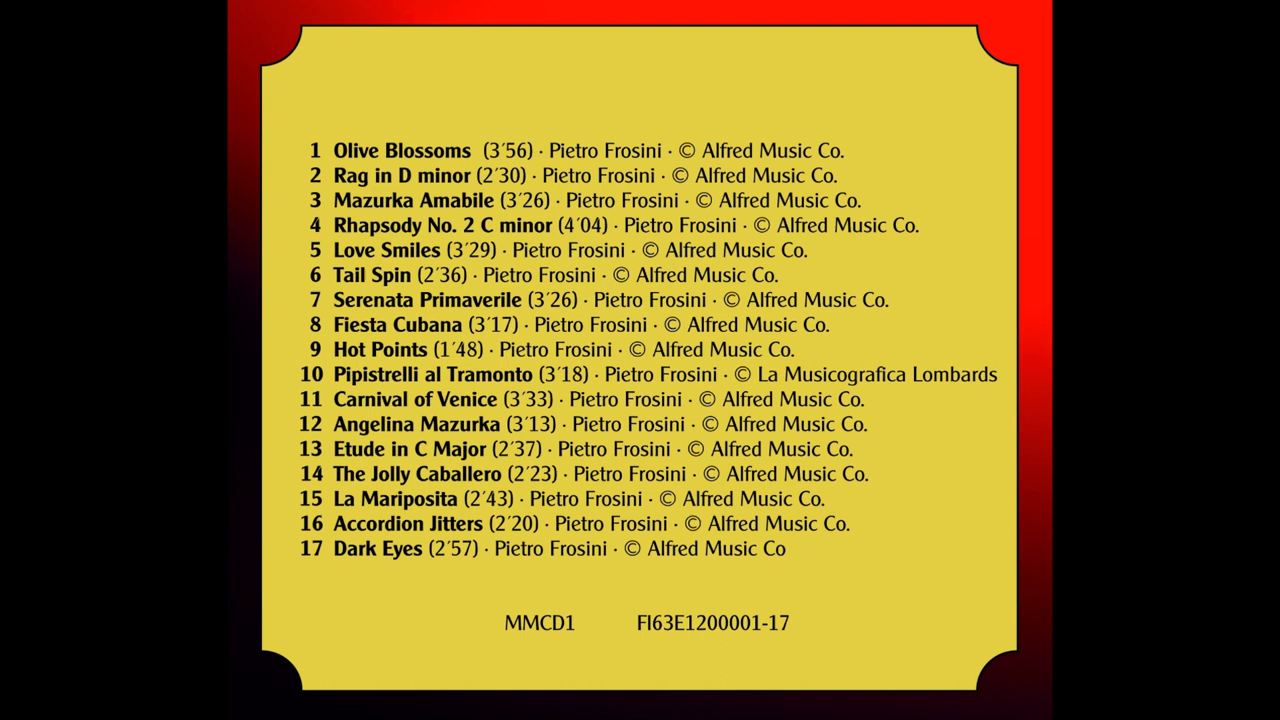 1 Olive Blossoms (3´56) · Pietro Frosini · © Alfred Music Co.
2 Rag in D minor (2´30) · Pietro Frosini · © Alfred Music Co.
3 Mazurka Amabile (3´26) · Pietro Frosini · © Alfred Music Co.
4 Rhapsody No. 2 C minor (4´04) · Pietro Frosini · © Alfred Music Co.
5 Love Smiles (3´29) · Pietro Frosini · © Alfred Music Co.
6 Tail Spin (2´36) · Pietro Frosini · © Alfred Music Co.
7 Serenata Primaverile (3´26) · Pietro Frosini · © Alfred Music Co.
8 Fiesta Cubana (3´17) · Pietro Frosini · © Alfred Music Co.
9 Hot Points (1´48) · Pietro Frosini · © Alfred Music Co.
10 Pipistrelli al Tramonto (3´18) · Pietro Frosini · © La Musicografica Lombards
11 Carnival of Venice (3´33) · Pietro Frosini · © Alfred Music Co.
12 Angelina Mazurka (3´13) · Pietro Frosini · © Alfred Music Co.
13 Etude in C Major (2´37) · Pietro Frosini · © Alfred Music Co.
14 The Jolly Caballero (2´23) · Pietro Frosini · © Alfred Music Co.
15 La Mariposita (2´43) · Pietro Frosini · © Alfred Music Co.
16 Accordion Jitters (2´20) · Pietro Frosini · © Alfred Music Co.
17 Dark Eyes (2´57) · Pietro Frosini · © Alfred Music Co
MMCD1 FI63E1200001-17